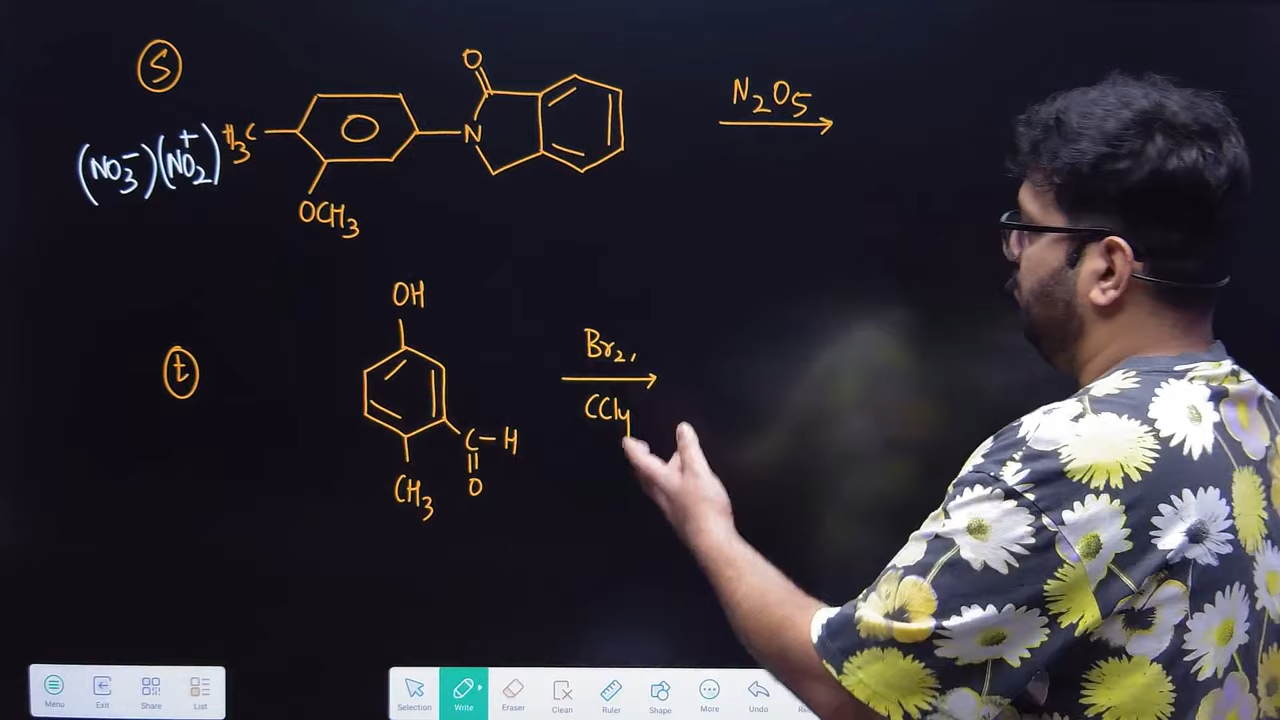 S
O
N₂O₅
(NO₃⁻)(NO₂⁺) H₃C
N
OCH₃
OH
t
Br₂,
CCl₄
C-H
O
CH₃
Menu Exit Share List
Selection Write Eraser Clean Ruler Shape More Undo